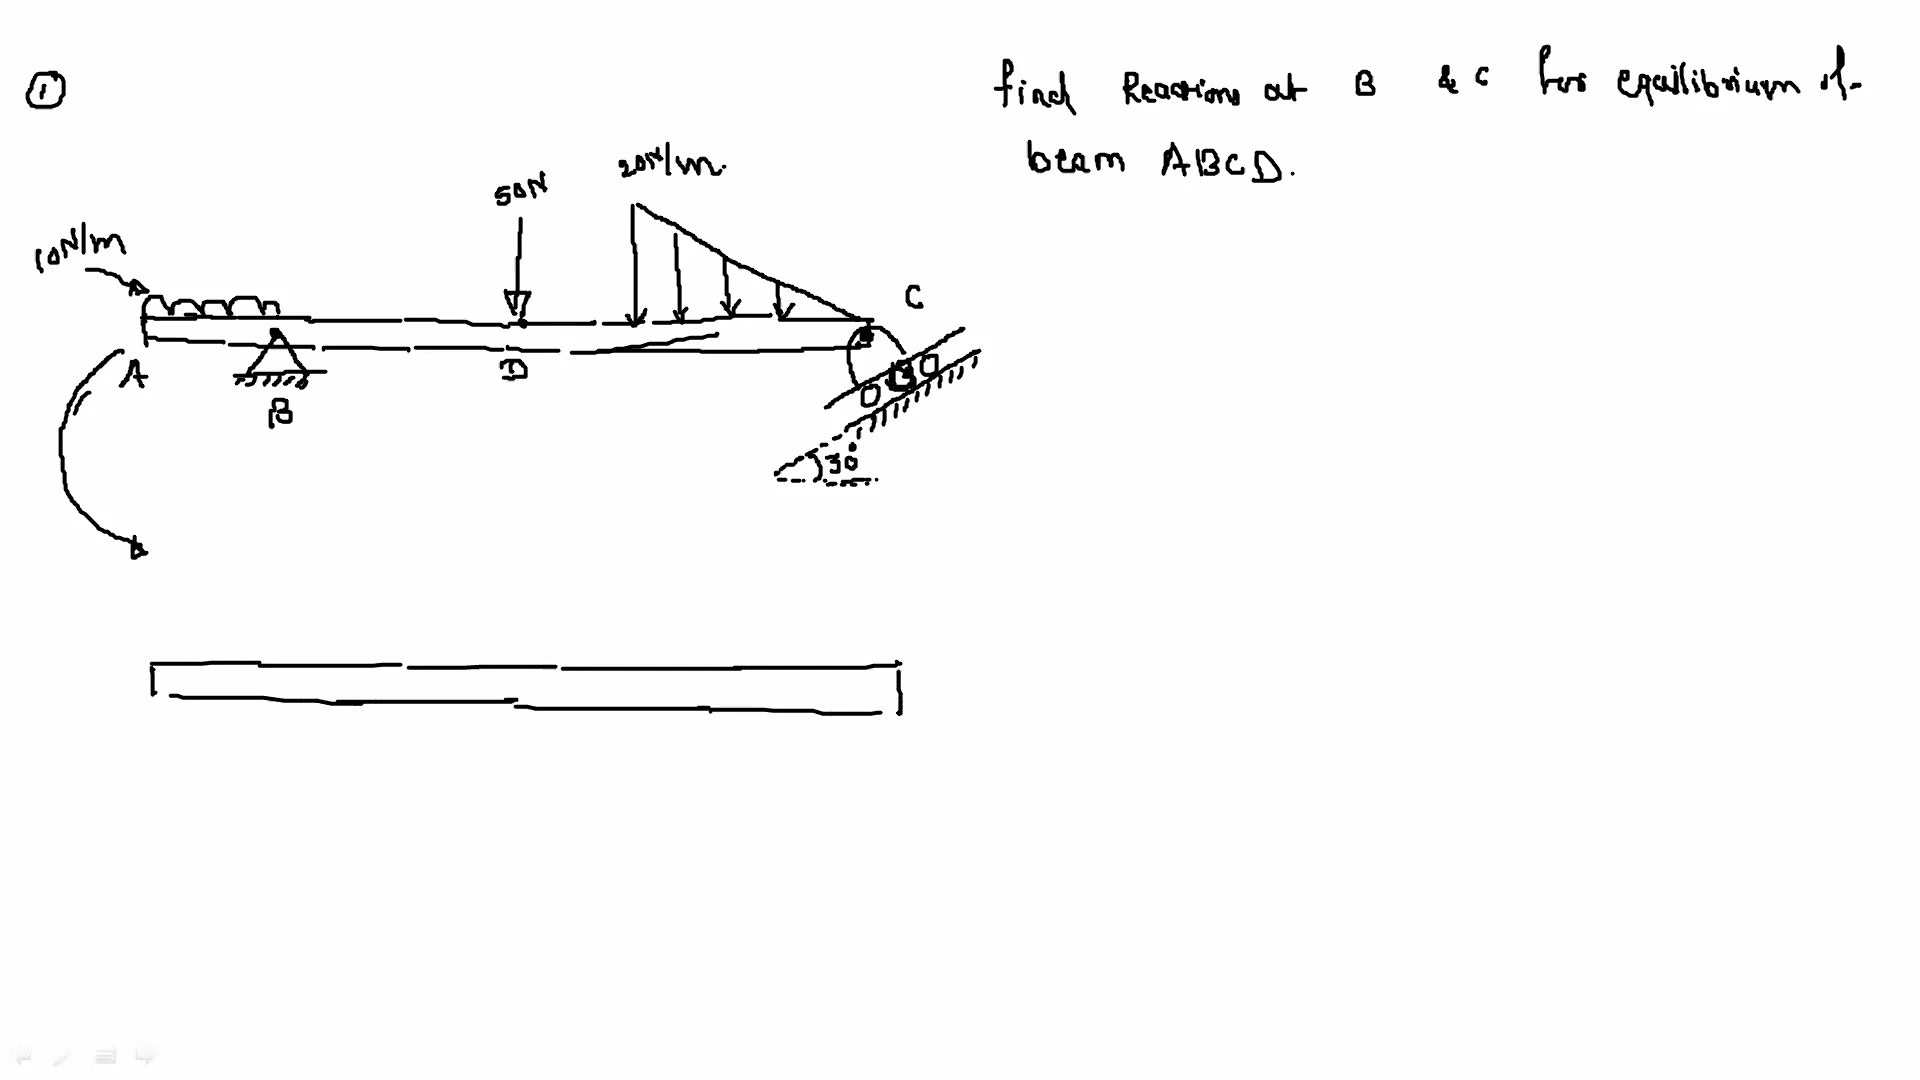 1
find Reactions at B & C for equilibrium of
beam ABCD.
20N/m.
50N
10N/m
C
A
D
B
30°